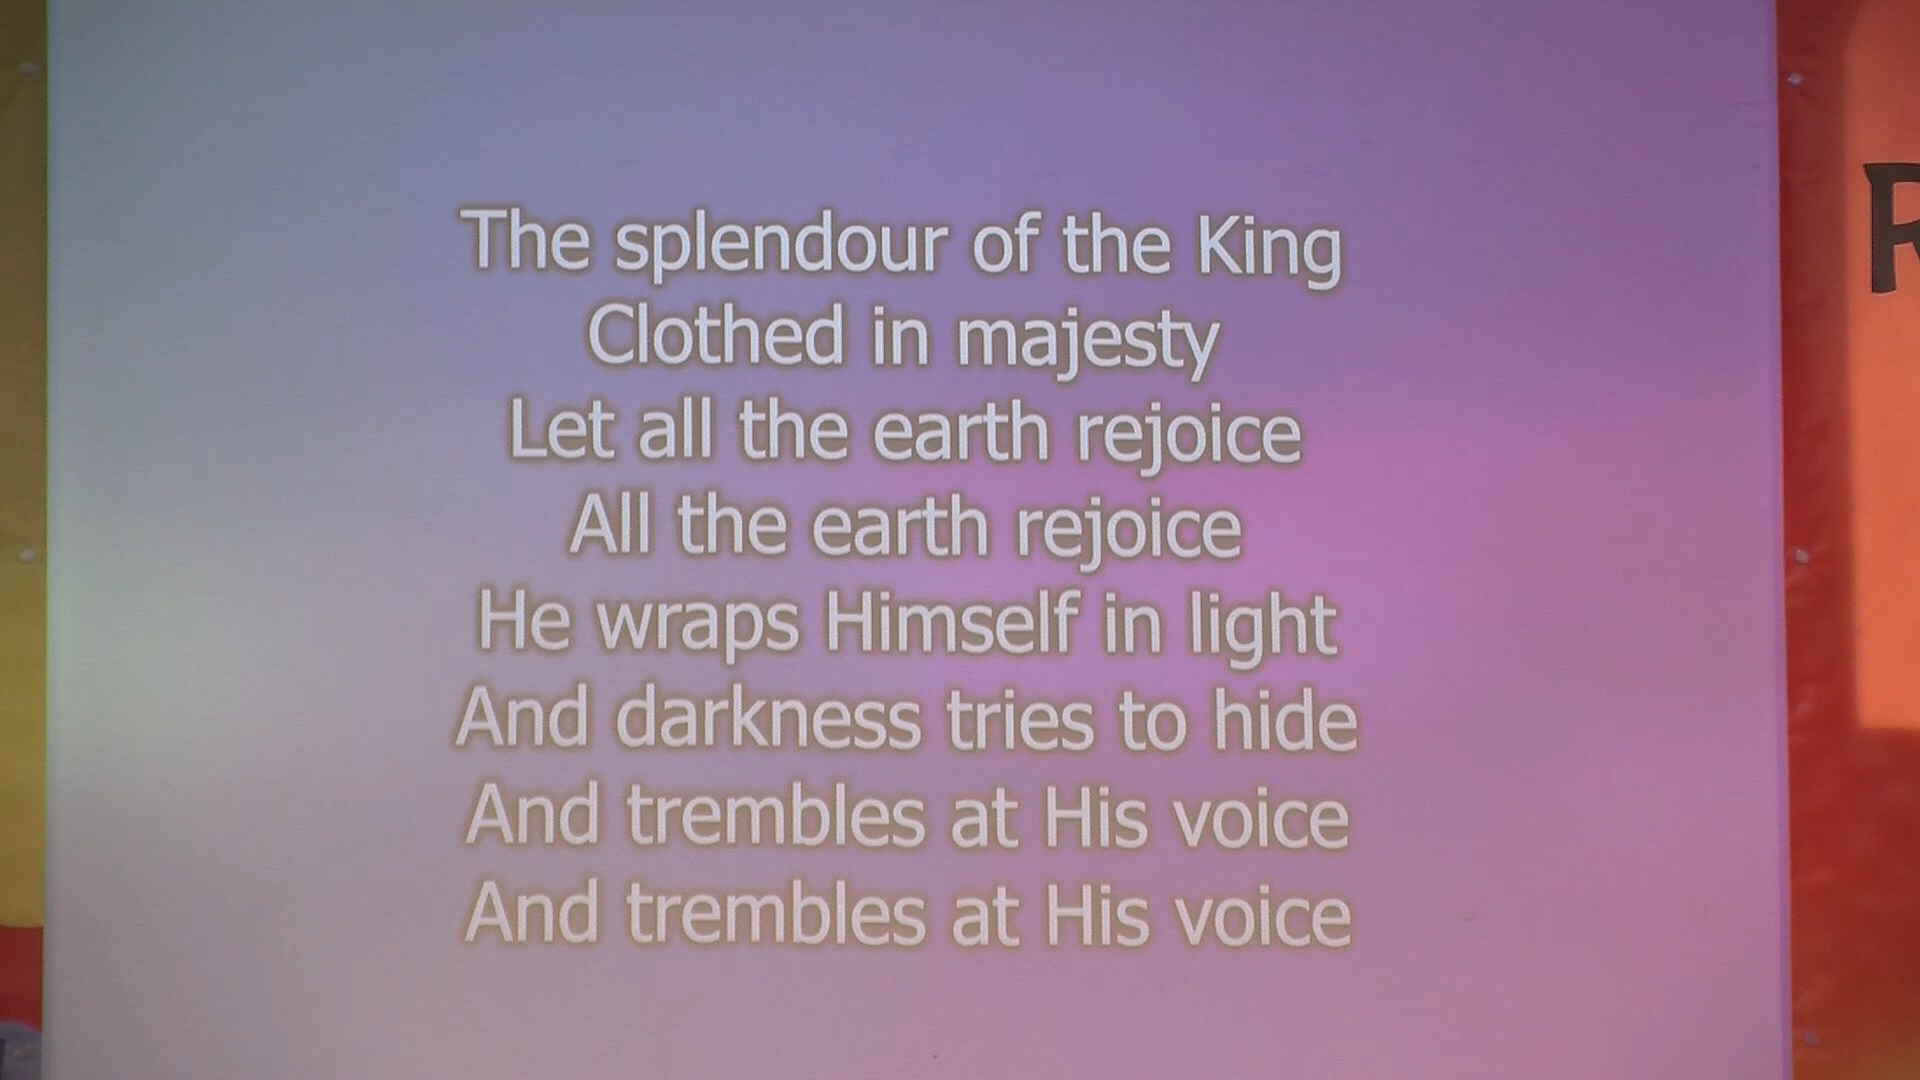 The splendour of the King
Clothed in majesty
Let all the earth rejoice
All the earth rejoice
He wraps Himself in light
And darkness tries to hide
And trembles at His voice
And trembles at His voice